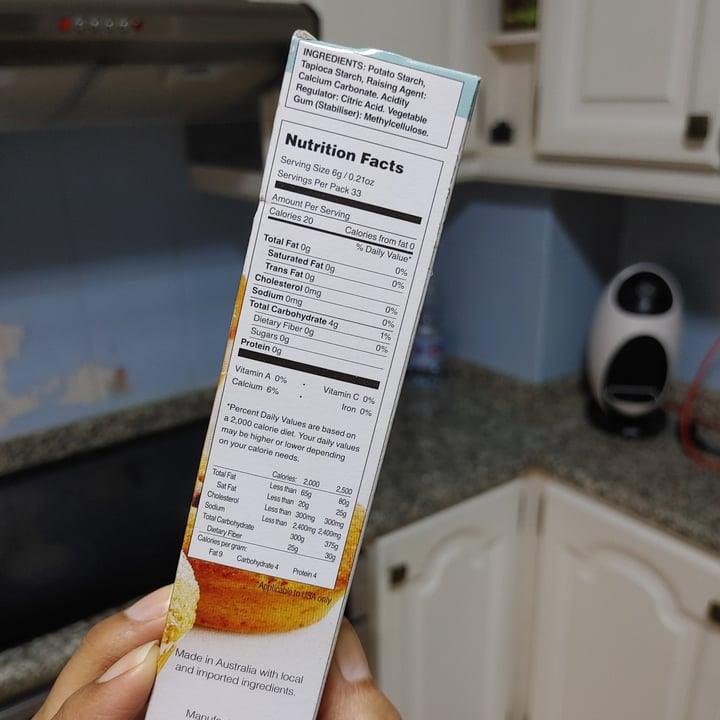 INGREDIENTS: Potato Starch,
Tapioca Starch, Raising Agent:
Calcium Carbonate. Acidity
Regulator: Citric Acid. Vegetable
Gum (Stabiliser): Methylcellulose.
Nutrition Facts
Serving Size 6g / 0.21oz
Servings Per Pack 33
Amount Per Serving
Calories 20 Calories from fat 0
% Daily Value*
Total Fat 0g 0%
Saturated Fat 0g 0%
Trans Fat 0g
Cholesterol 0mg 0%
Sodium 0mg 0%
Total Carbohydrate 4g 1%
Dietary Fiber 0g 0%
Sugars 0g
Protein 0g
Vitamin A 0% • Vitamin C 0%
Calcium 6% • Iron 0%
*Percent Daily Values are based on
a 2,000 calorie diet. Your daily values
may be higher or lower depending
on your calorie needs.
Calories: 2,000 2,500
Total Fat Less than 65g 80g
Sat Fat Less than 20g 25g
Cholesterol Less than 300mg 300mg
Sodium Less than 2,400mg 2,400mg
Total Carbohydrate 300g 375g
Dietary Fiber 25g 30g
Calories per gram:
Fat 9 Carbohydrate 4 Protein 4
*Applicable to USA only
Made in Australia with local
and imported ingredients.